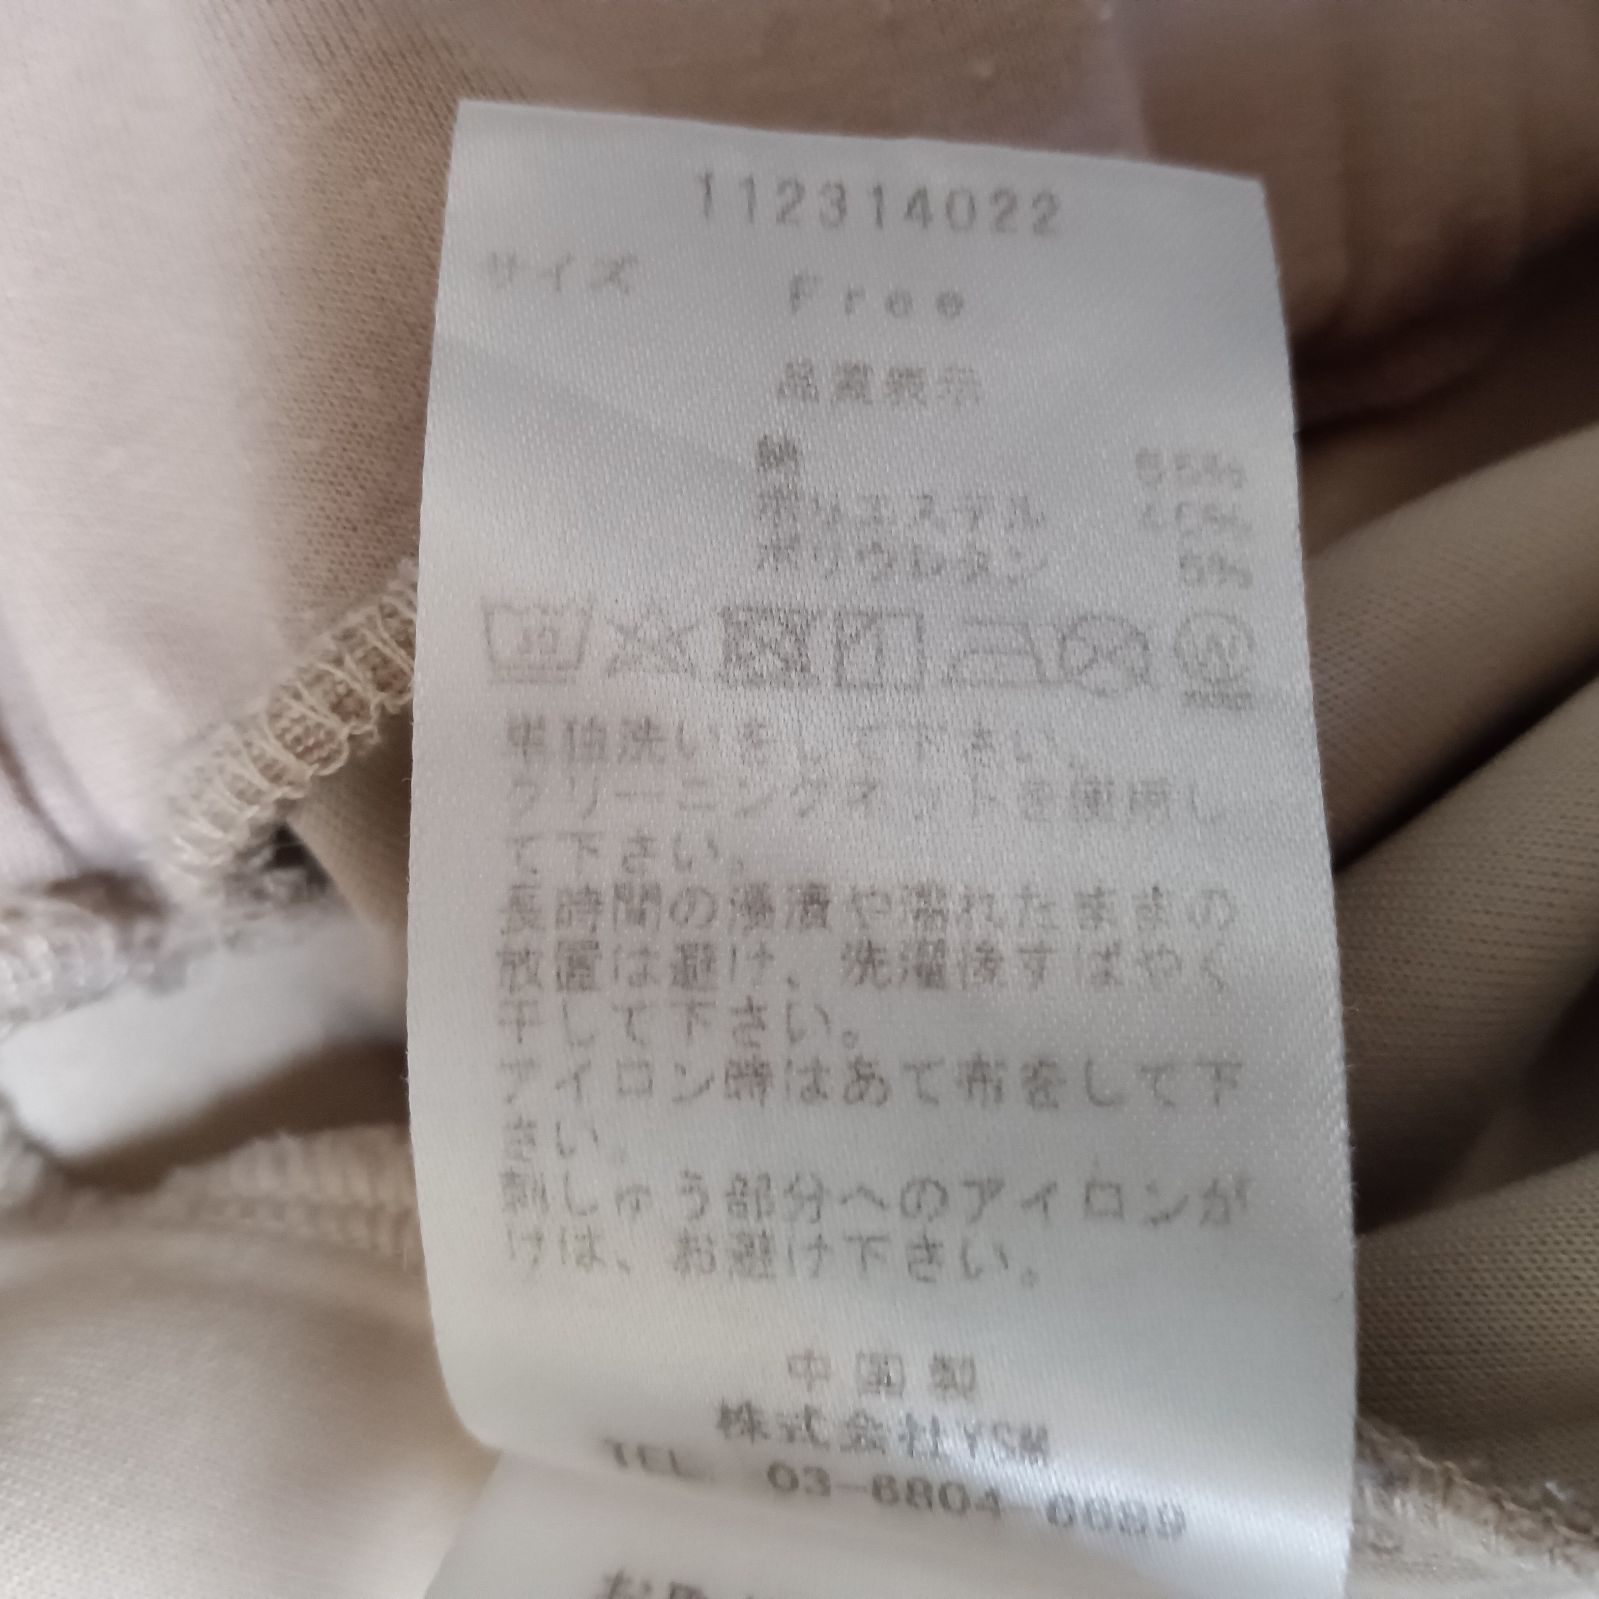 112314022
サイズ Free
品質表示
綿 55%
ポリエステル 40%
ポリウレタン 5%
単独洗いをして下さい。
クリーニングネットを使用し
て下さい。
長時間の浸漬や濡れたままの
放置は避け、洗濯後すばやく
干して下さい。
アイロン時はあて布をして下
さい。
刺しゅう部分へのアイロンが
けは、お避け下さい。
中国製
株式会社YSM
TEL 03-6804-6689